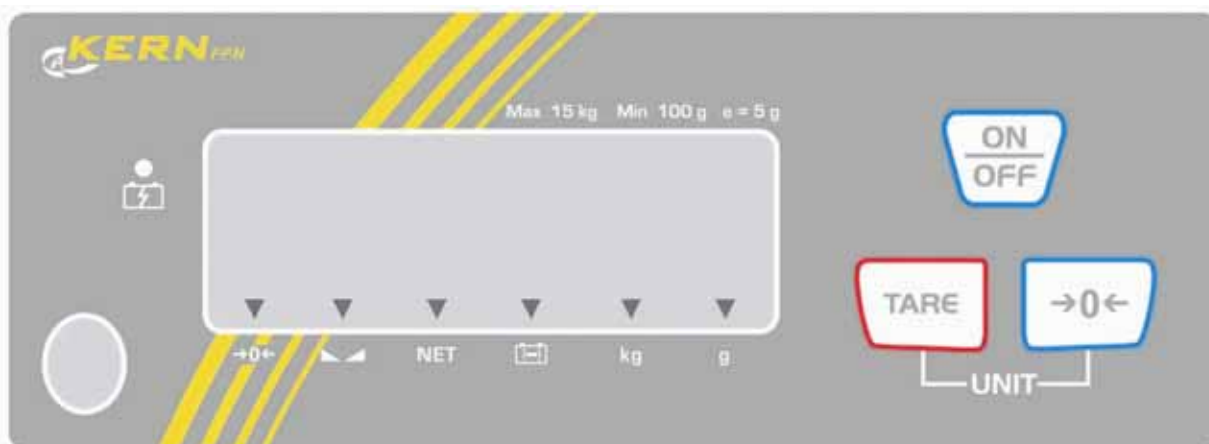 KERN FFN
Max 15 kg Min 100 g e = 5 g
ON
OFF
TARE
→0←
→0←
NET
kg
g
UNIT